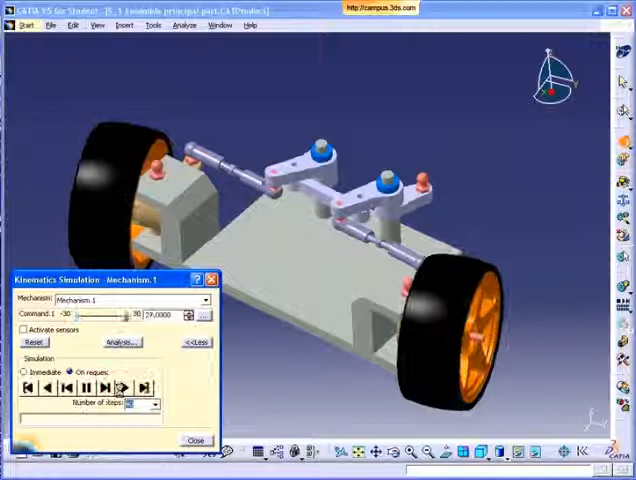 http://campus.3ds.com
CATIA V5 for Student - [S_1 Ensemble principal part.CATProduct]
Start File Edit View Insert Tools Analyze Window Help
Kinematics Simulation - Mechanism.1
Mechanism: Mechanism.1
Command.1 -30 30 27.0000 ...
Activate sensors
Reset Analysis... <<Less
Simulation
Immediate On request
Number of steps:
Close
CATIA